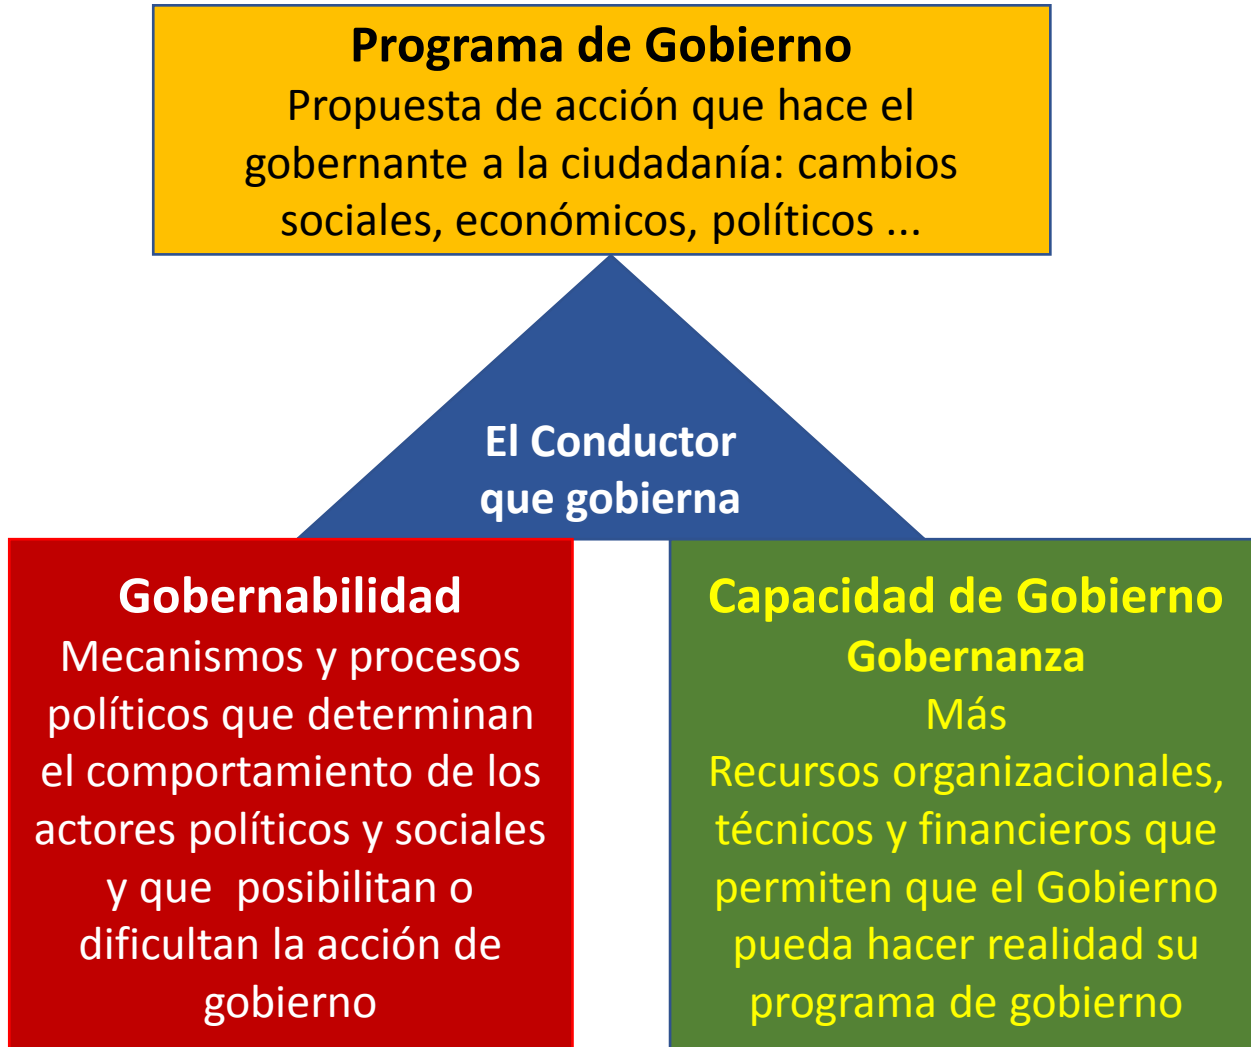 Programa de Gobierno
Propuesta de acción que hace el
gobernante a la ciudadanía: cambios
sociales, económicos, políticos ...
El Conductor
que gobierna
Gobernabilidad
Mecanismos y procesos
políticos que determinan
el comportamiento de los
actores políticos y sociales
y que  posibilitan o
dificultan la acción de
gobierno
Capacidad de Gobierno
Gobernanza
Más
Recursos organizacionales,
técnicos y financieros que
permiten que el Gobierno
pueda hacer realidad su
programa de gobierno